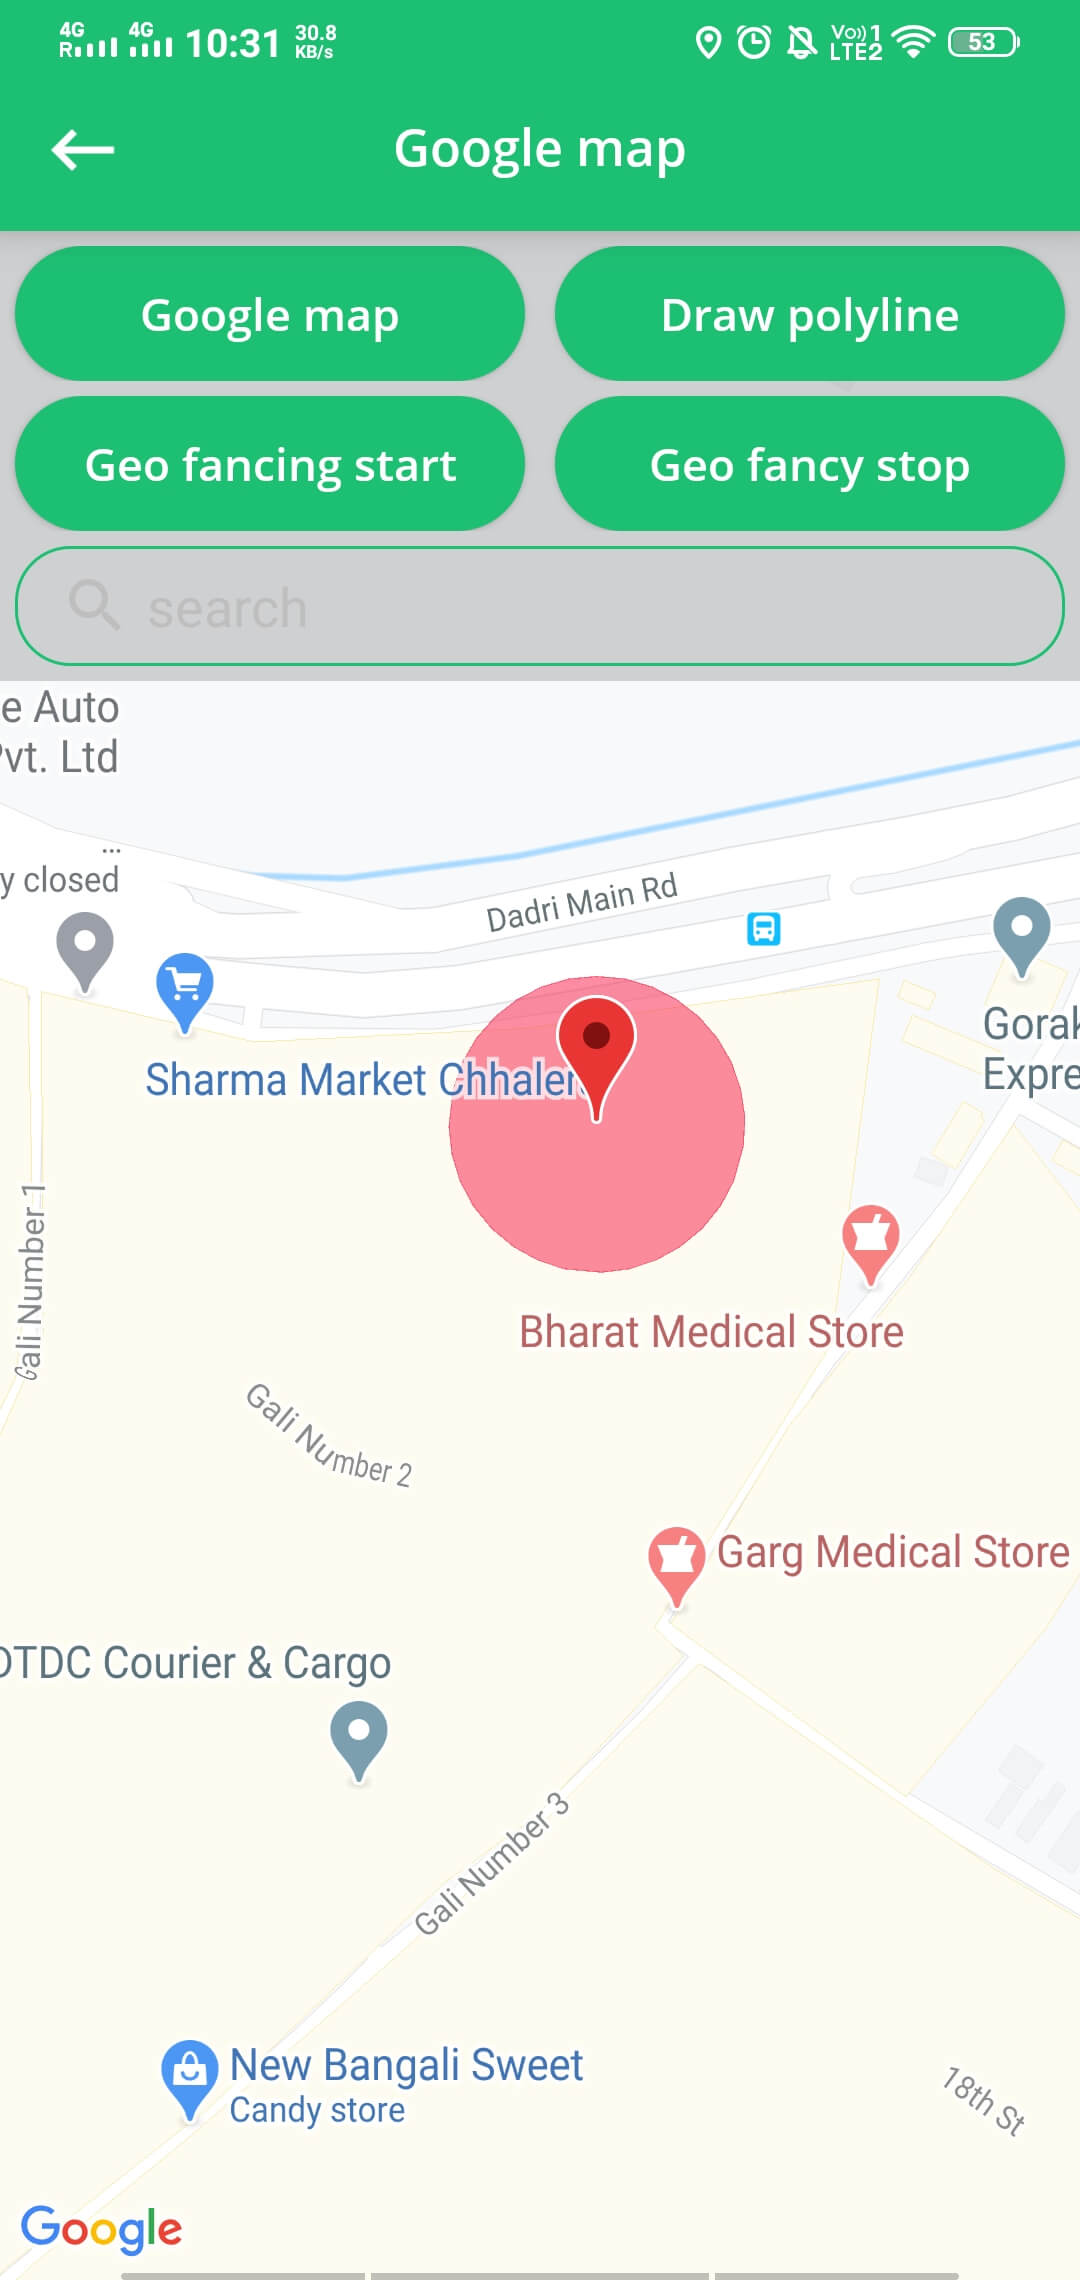 4G 4G 10:31 30.8
R KB/s
Vo))1
LTE2
53
Google map
Google map
Draw polyline
Geo fancing start
Geo fancy stop
search
e Auto
vt. Ltd
...
y closed
Dadri Main Rd
Gorak
Expre
Sharma Market Chhaler
Gali Number 1
Bharat Medical Store
Gali Number 2
Garg Medical Store
DTDC Courier & Cargo
Gali Number 3
New Bangali Sweet
Candy store
18th St
Google